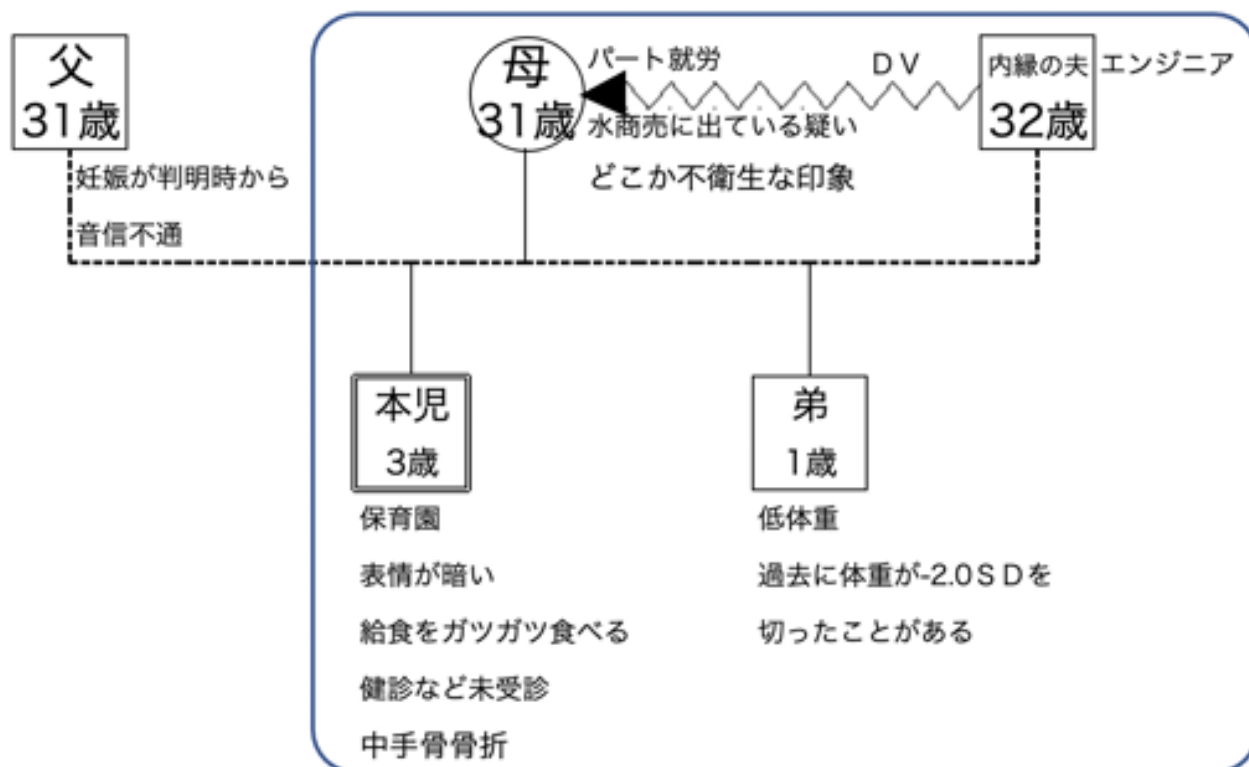 父
31歳
妊娠が判明時から
音信不通
母
31歳
パート就労
水商売に出ている疑い
どこか不衛生な印象
DV
内縁の夫
32歳
エンジニア
本児
3歳
保育園
表情が暗い
給食をガツガツ食べる
健診など未受診
中手骨骨折
弟
1歳
低体重
過去に体重が-2.0SDを
切ったことがある